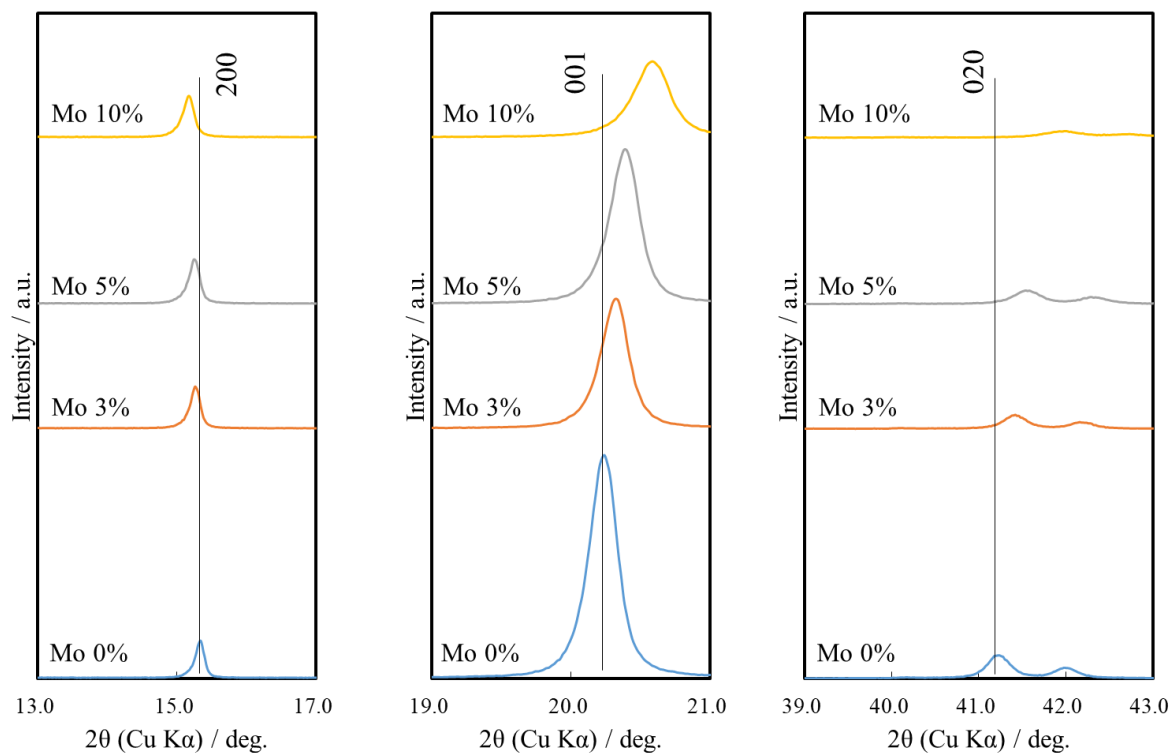 200
Mo 10%
Mo 5%
Mo 3%
Mo 0%
Intensity / a.u.
13.0 15.0 17.0
2θ (Cu Kα) / deg.
001
Mo 10%
Mo 5%
Mo 3%
Mo 0%
Intensity / a.u.
19.0 20.0 21.0
2θ (Cu Kα) / deg.
020
Mo 10%
Mo 5%
Mo 3%
Mo 0%
Intensity / a.u.
39.0 40.0 41.0 42.0 43.0
2θ (Cu Kα) / deg.